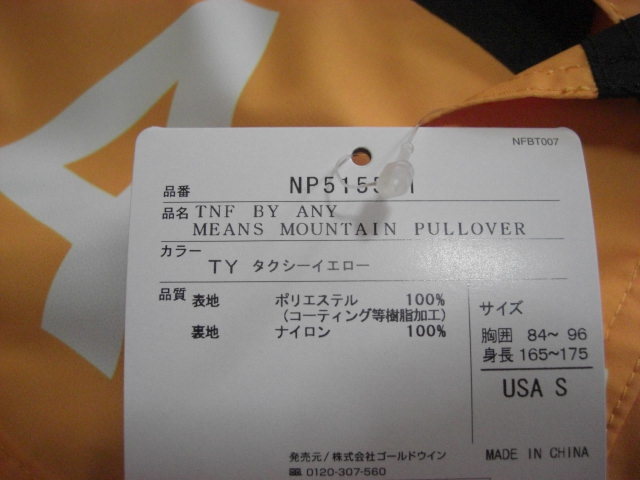 NFBT007
品番
品名 TNF BY ANY
MEANS MOUNTAIN PULLOVER
カラー
TY タクシーイエロー
品質 表地 ポリエステル 100%
(コーティング等樹脂加工)
裏地 ナイロン 100%
サイズ
胸囲 84~ 96
身長 165~175
USA S
発売元/株式会社ゴールドウイン
0120-307-560
MADE IN CHINA